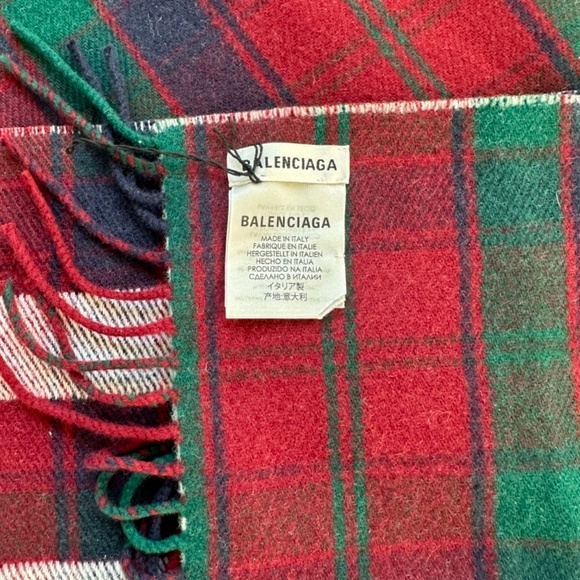 BALENCIAGA
BALENCIAGA
MADE IN ITALY
FABRIQUE EN ITALIE
HERGESTELLT IN ITALIEN
HECHO EN ITALIA
PRODUZIDO NA ITALIA
СДЕЛАНО В ИТАЛИИ
イタリア製
产地:意大利